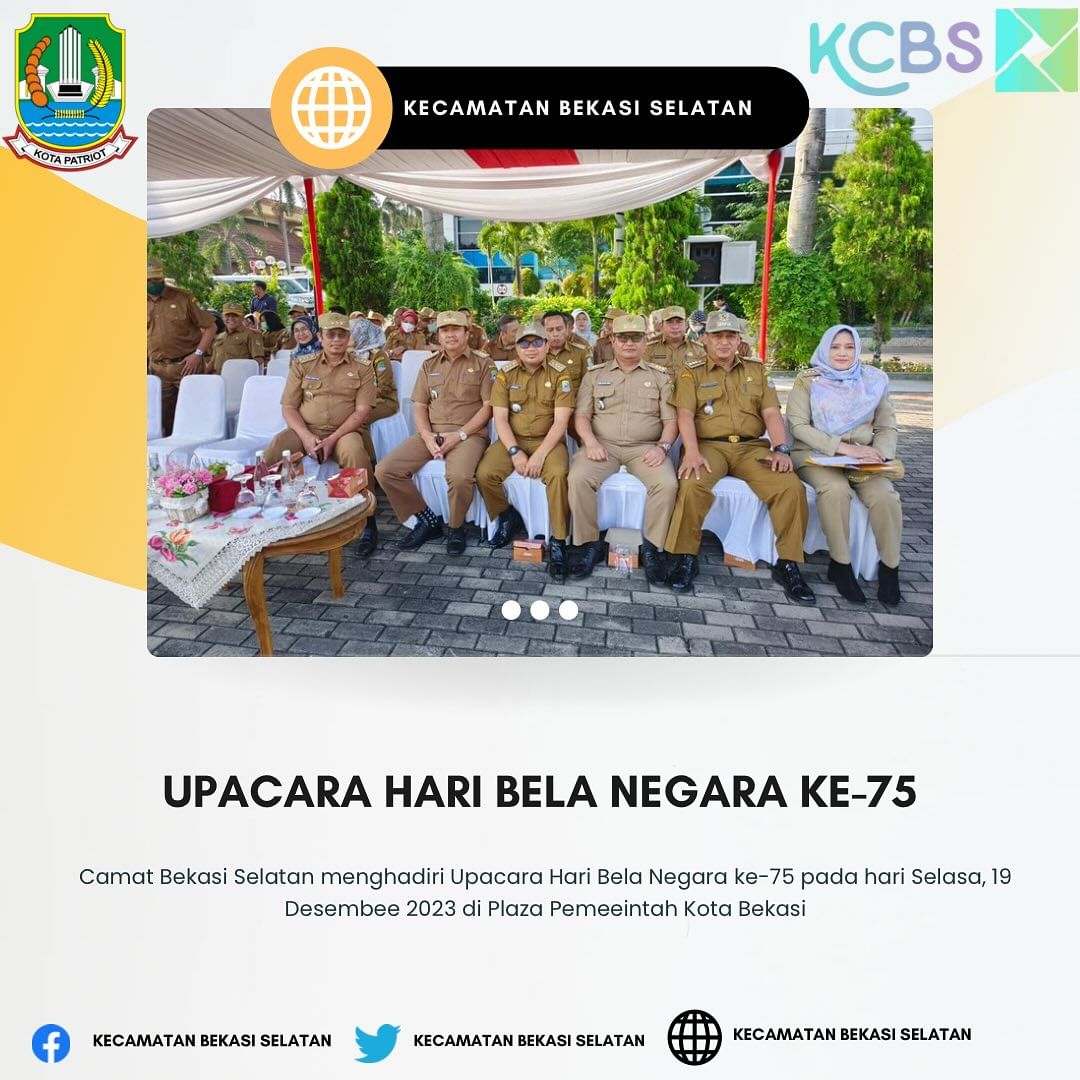 KOTA PATRIOT
KCBS
KECAMATAN BEKASI SELATAN
UPACARA HARI BELA NEGARA KE-75
Camat Bekasi Selatan menghadiri Upacara Hari Bela Negara ke-75 pada hari Selasa, 19
Desembee 2023 di Plaza Pemeeintah Kota Bekasi
KECAMATAN BEKASI SELATAN
KECAMATAN BEKASI SELATAN
KECAMATAN BEKASI SELATAN